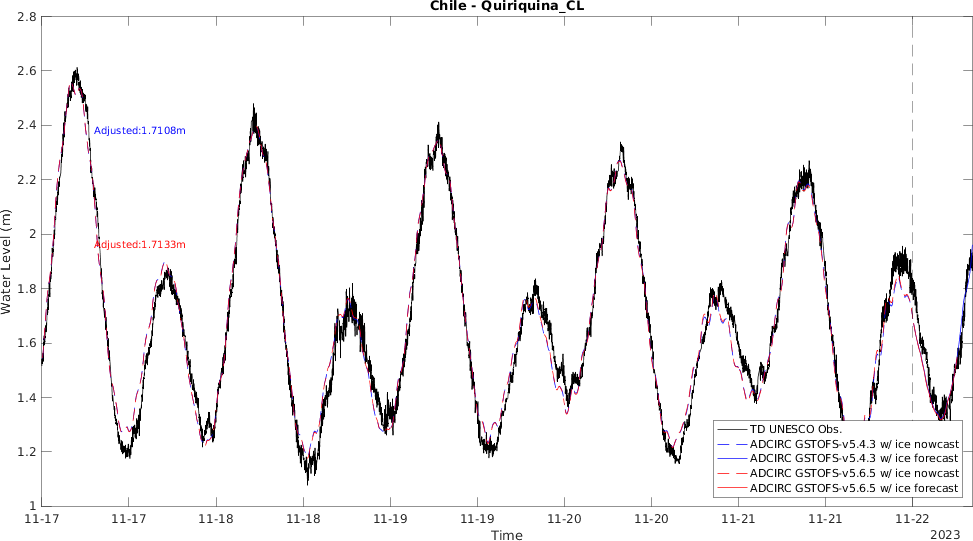 Chile - Quiriquina_CL
2.8
2.6
2.4
2.2
2
1.8
1.6
1.4
1.2
1
Water Level (m)
Adjusted:1.7108m
Adjusted:1.7133m
TD UNESCO Obs.
ADCIRC GSTOFS-v5.4.3 w/ ice nowcast
ADCIRC GSTOFS-v5.4.3 w/ ice forecast
ADCIRC GSTOFS-v5.6.5 w/ ice nowcast
ADCIRC GSTOFS-v5.6.5 w/ ice forecast
11-17 11-17 11-18 11-18 11-19 11-19 11-20 11-20 11-21 11-21 11-22
Time
2023